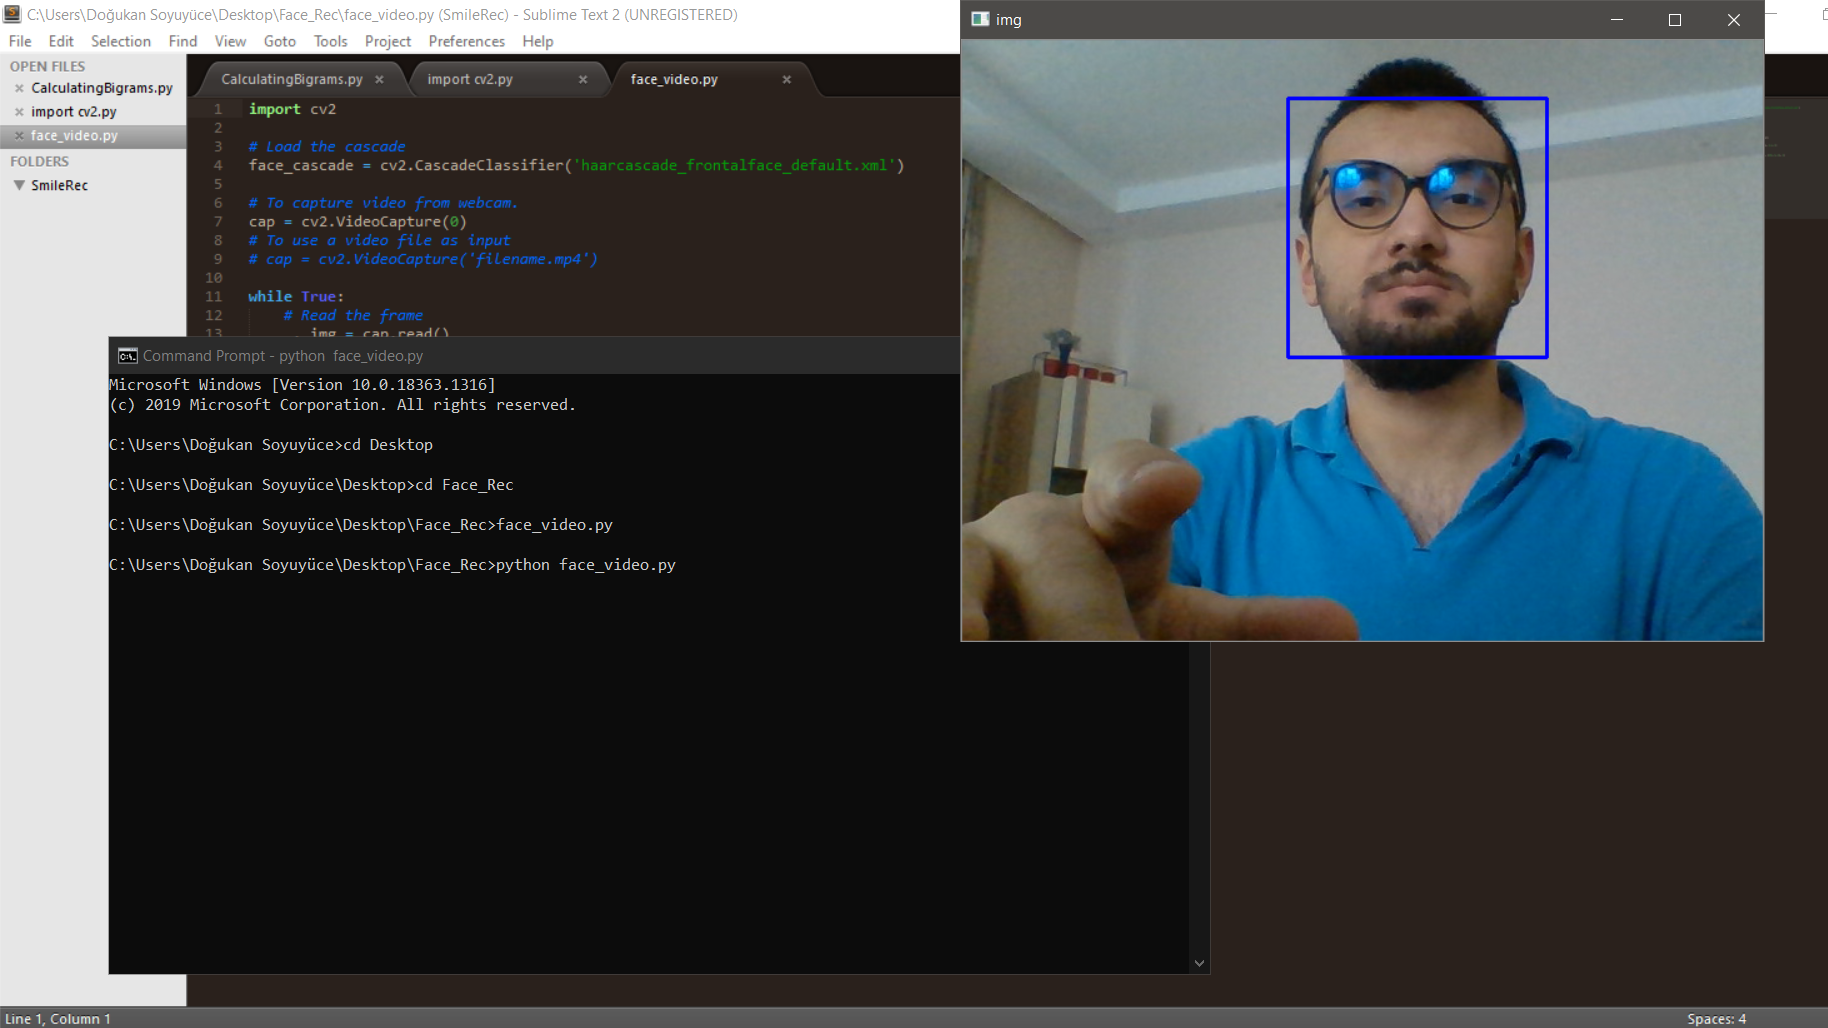 C:\Users\Doğukan Soyuyüce\Desktop\Face_Rec\face_video.py (SmileRec) - Sublime Text 2 (UNREGISTERED)
File Edit Selection Find View Goto Tools Project Preferences Help
OPEN FILES
CalculatingBigrams.py
import cv2.py
face_video.py
FOLDERS
SmileRec
CalculatingBigrams.py import cv2.py face_video.py
1 import cv2
2
3 # Load the cascade
4 face_cascade = cv2.CascadeClassifier('haarcascade_frontalface_default.xml')
5
6 # To capture video from webcam.
7 cap = cv2.VideoCapture(0)
8 # To use a video file as input
9 # cap = cv2.VideoCapture('filename.mp4')
10
11 while True:
12 # Read the frame
13 img = cap.read()
img
Command Prompt - python face_video.py
Microsoft Windows [Version 10.0.18363.1316]
(c) 2019 Microsoft Corporation. All rights reserved.
C:\Users\Doğukan Soyuyüce>cd Desktop
C:\Users\Doğukan Soyuyüce\Desktop>cd Face_Rec
C:\Users\Doğukan Soyuyüce\Desktop\Face_Rec>face_video.py
C:\Users\Doğukan Soyuyüce\Desktop\Face_Rec>python face_video.py
Line 1, Column 1
Spaces: 4